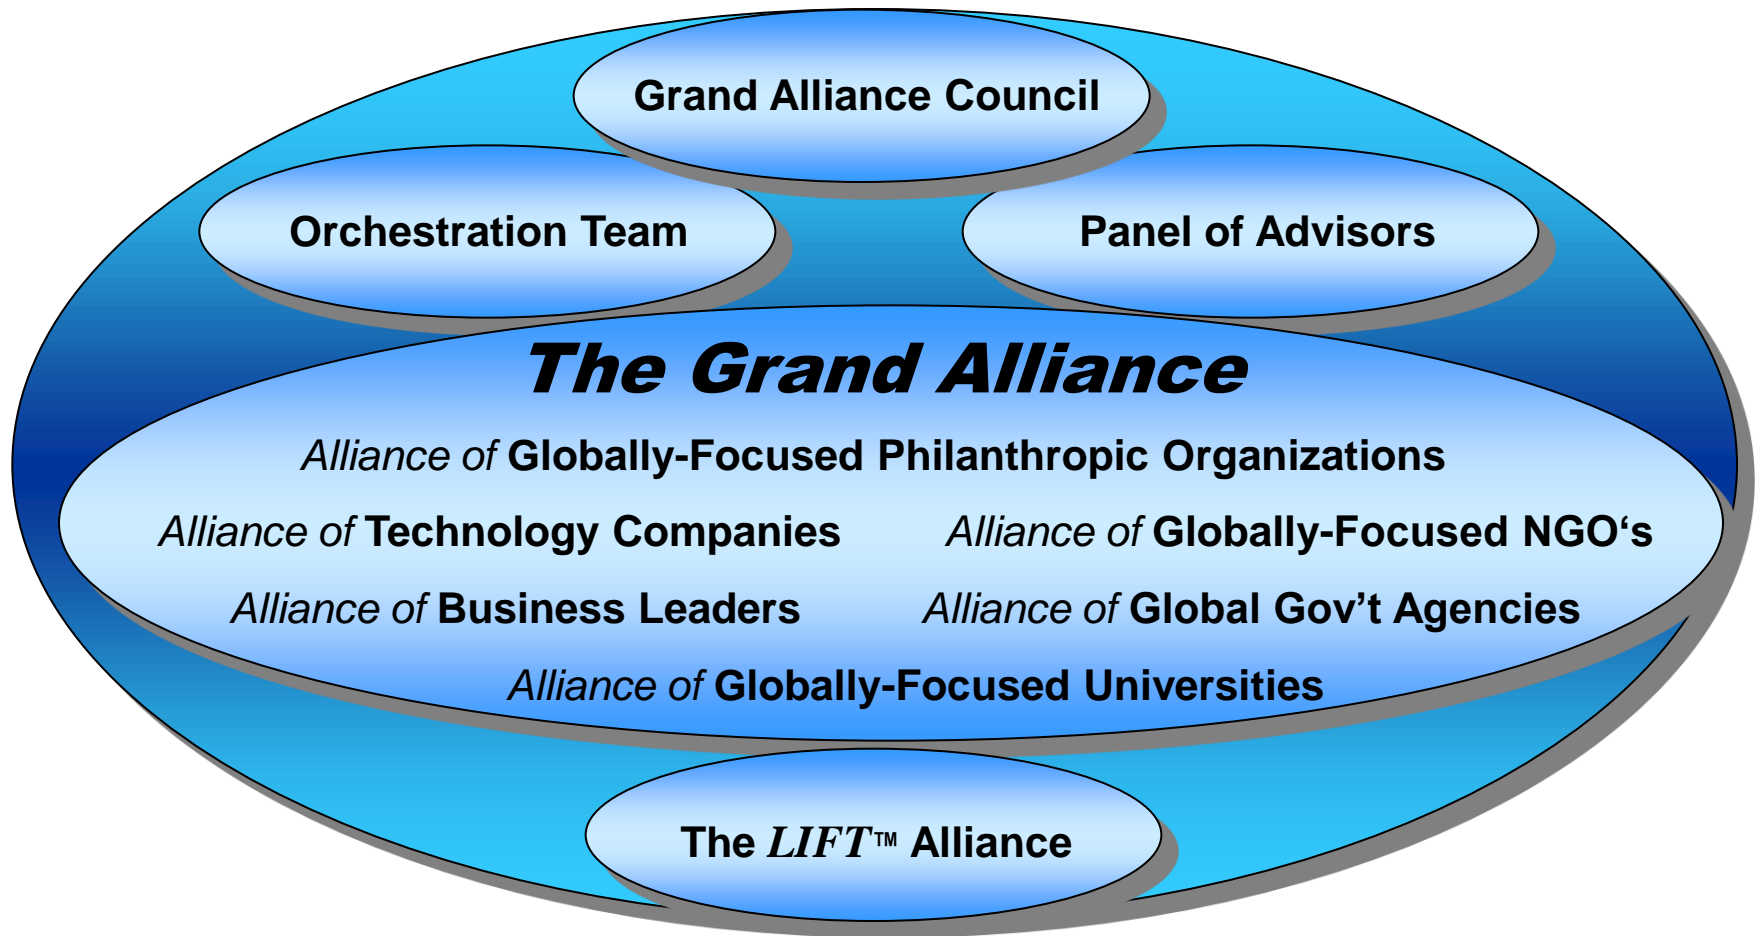 Grand Alliance Council
Orchestration Team
Panel of Advisors
The Grand Alliance
Alliance of Globally-Focused Philanthropic Organizations
Alliance of Technology Companies
Alliance of Globally-Focused NGO‘s
Alliance of Business Leaders
Alliance of Global Gov’t Agencies
Alliance of Globally-Focused Universities
The LIFT™ Alliance